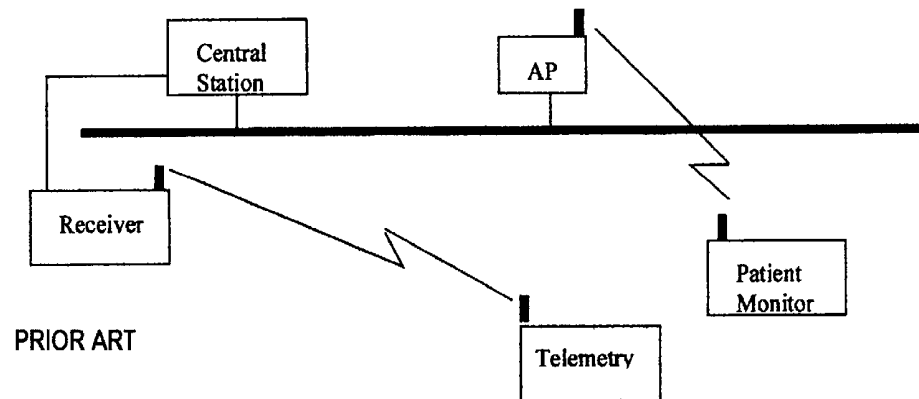 Central
Station
AP
Receiver
Patient
Monitor
PRIOR ART
Telemetry